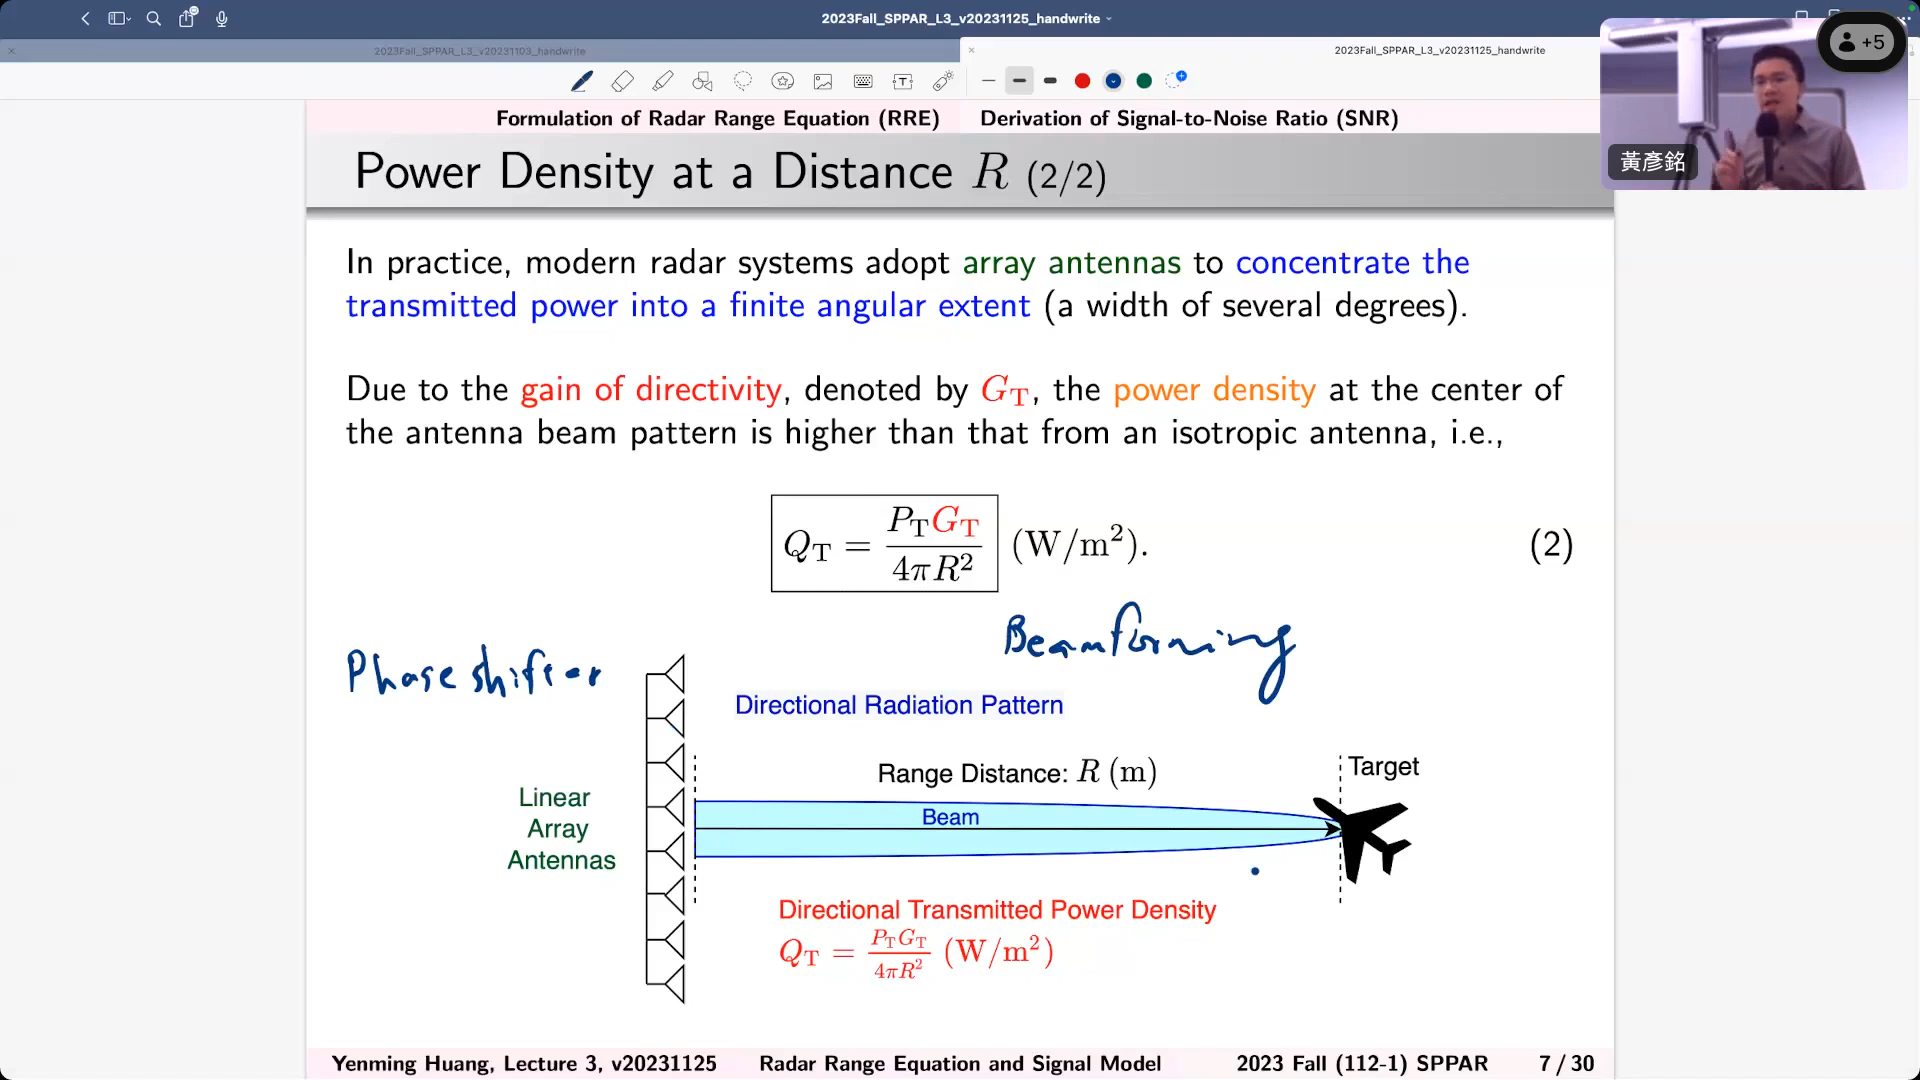 2023Fall_SPPAR_L3_v20231125_handwrite
2023Fall_SPPAR_L3_v20231103_handwrite
2023Fall_SPPAR_L3_v20231125_handwrite
+5
黃彥銘
Formulation of Radar Range Equation (RRE) Derivation of Signal-to-Noise Ratio (SNR)
Power Density at a Distance R (2/2)
In practice, modern radar systems adopt array antennas to concentrate the
transmitted power into a finite angular extent (a width of several degrees).
Due to the gain of directivity, denoted by G_T, the power density at the center of
the antenna beam pattern is higher than that from an isotropic antenna, i.e.,
Q_T = P_T G_T / 4πR² (W/m²). (2)
Beamforming
Phase shifter
Directional Radiation Pattern
Range Distance: R (m)
Target
Beam
Linear
Array
Antennas
Directional Transmitted Power Density
Q_T = P_T G_T / 4πR² (W/m²)
Yenming Huang, Lecture 3, v20231125 Radar Range Equation and Signal Model 2023 Fall (112-1) SPPAR 7 / 30